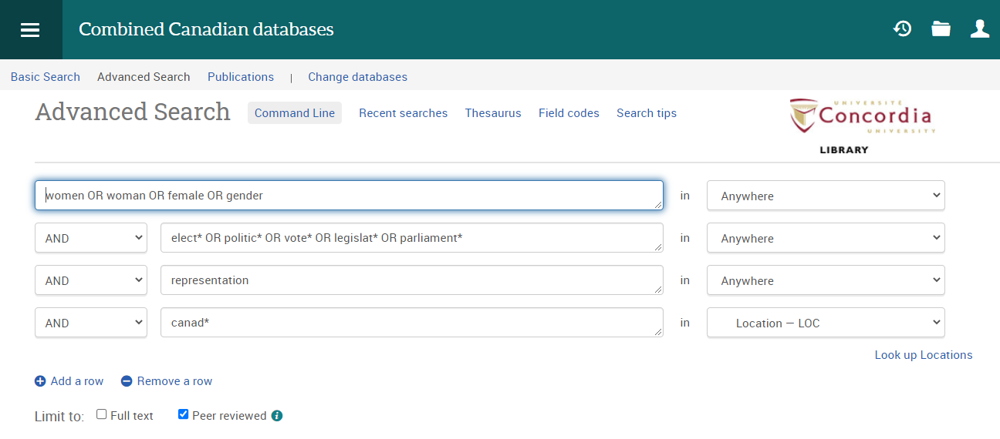 Combined Canadian databases
Basic Search Advanced Search Publications | Change databases
Advanced Search Command Line Recent searches Thesaurus Field codes Search tips
UNIVERSITÉ
Concordia
UNIVERSITY
LIBRARY
women OR woman OR female OR gender in Anywhere
AND elect* OR politic* OR vote* OR legislat* OR parliament* in Anywhere
AND representation in Anywhere
AND canad* in Location — LOC
Look up Locations
Add a row Remove a row
Limit to: Full text Peer reviewed i